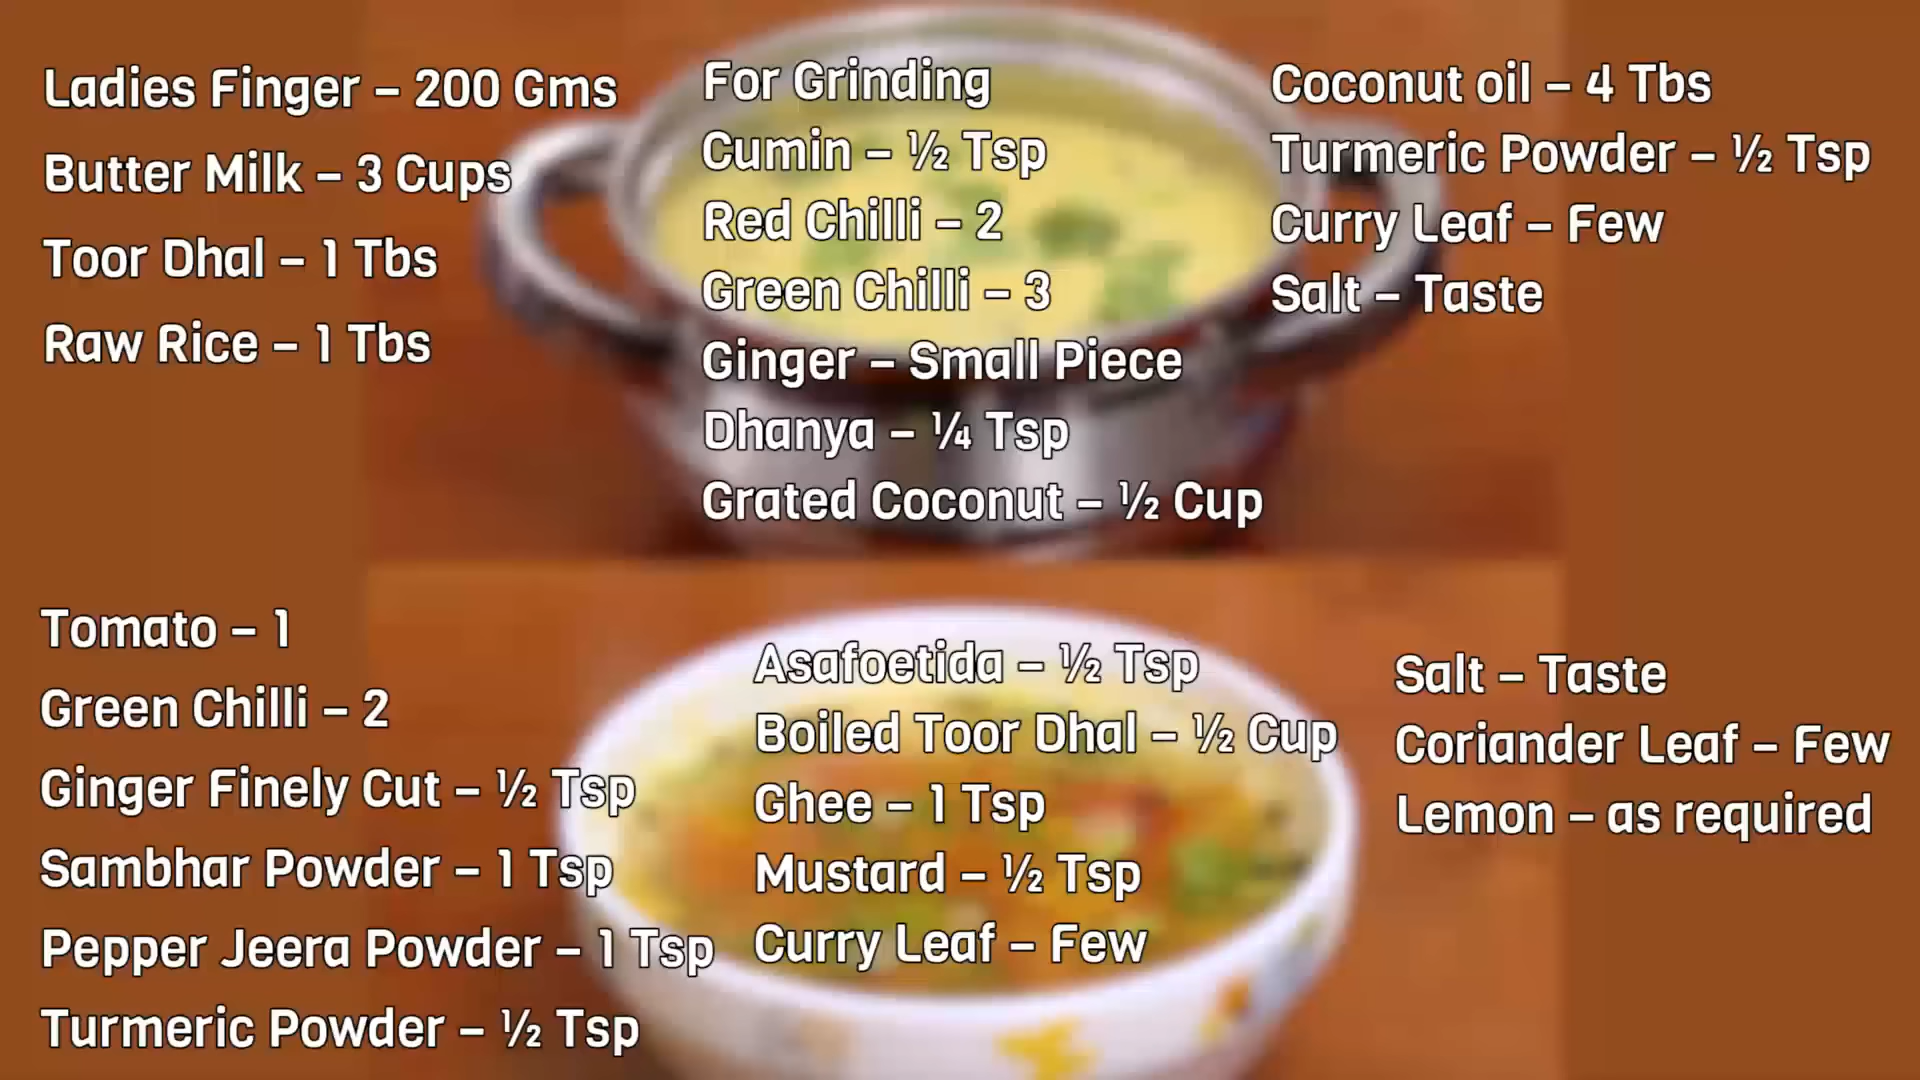 Ladies Finger – 200 Gms
Butter Milk – 3 Cups
Toor Dhal – 1 Tbs
Raw Rice – 1 Tbs
For Grinding
Cumin – ½ Tsp
Red Chilli – 2
Green Chilli – 3
Ginger – Small Piece
Dhanya – ¼ Tsp
Grated Coconut – ½ Cup
Coconut oil – 4 Tbs
Turmeric Powder – ½ Tsp
Curry Leaf – Few
Salt – Taste
Tomato – 1
Green Chilli – 2
Ginger Finely Cut – ½ Tsp
Sambhar Powder – 1 Tsp
Pepper Jeera Powder – 1 Tsp
Turmeric Powder – ½ Tsp
Asafoetida – ½ Tsp
Boiled Toor Dhal – ½ Cup
Ghee – 1 Tsp
Mustard – ½ Tsp
Curry Leaf – Few
Salt – Taste
Coriander Leaf – Few
Lemon – as required